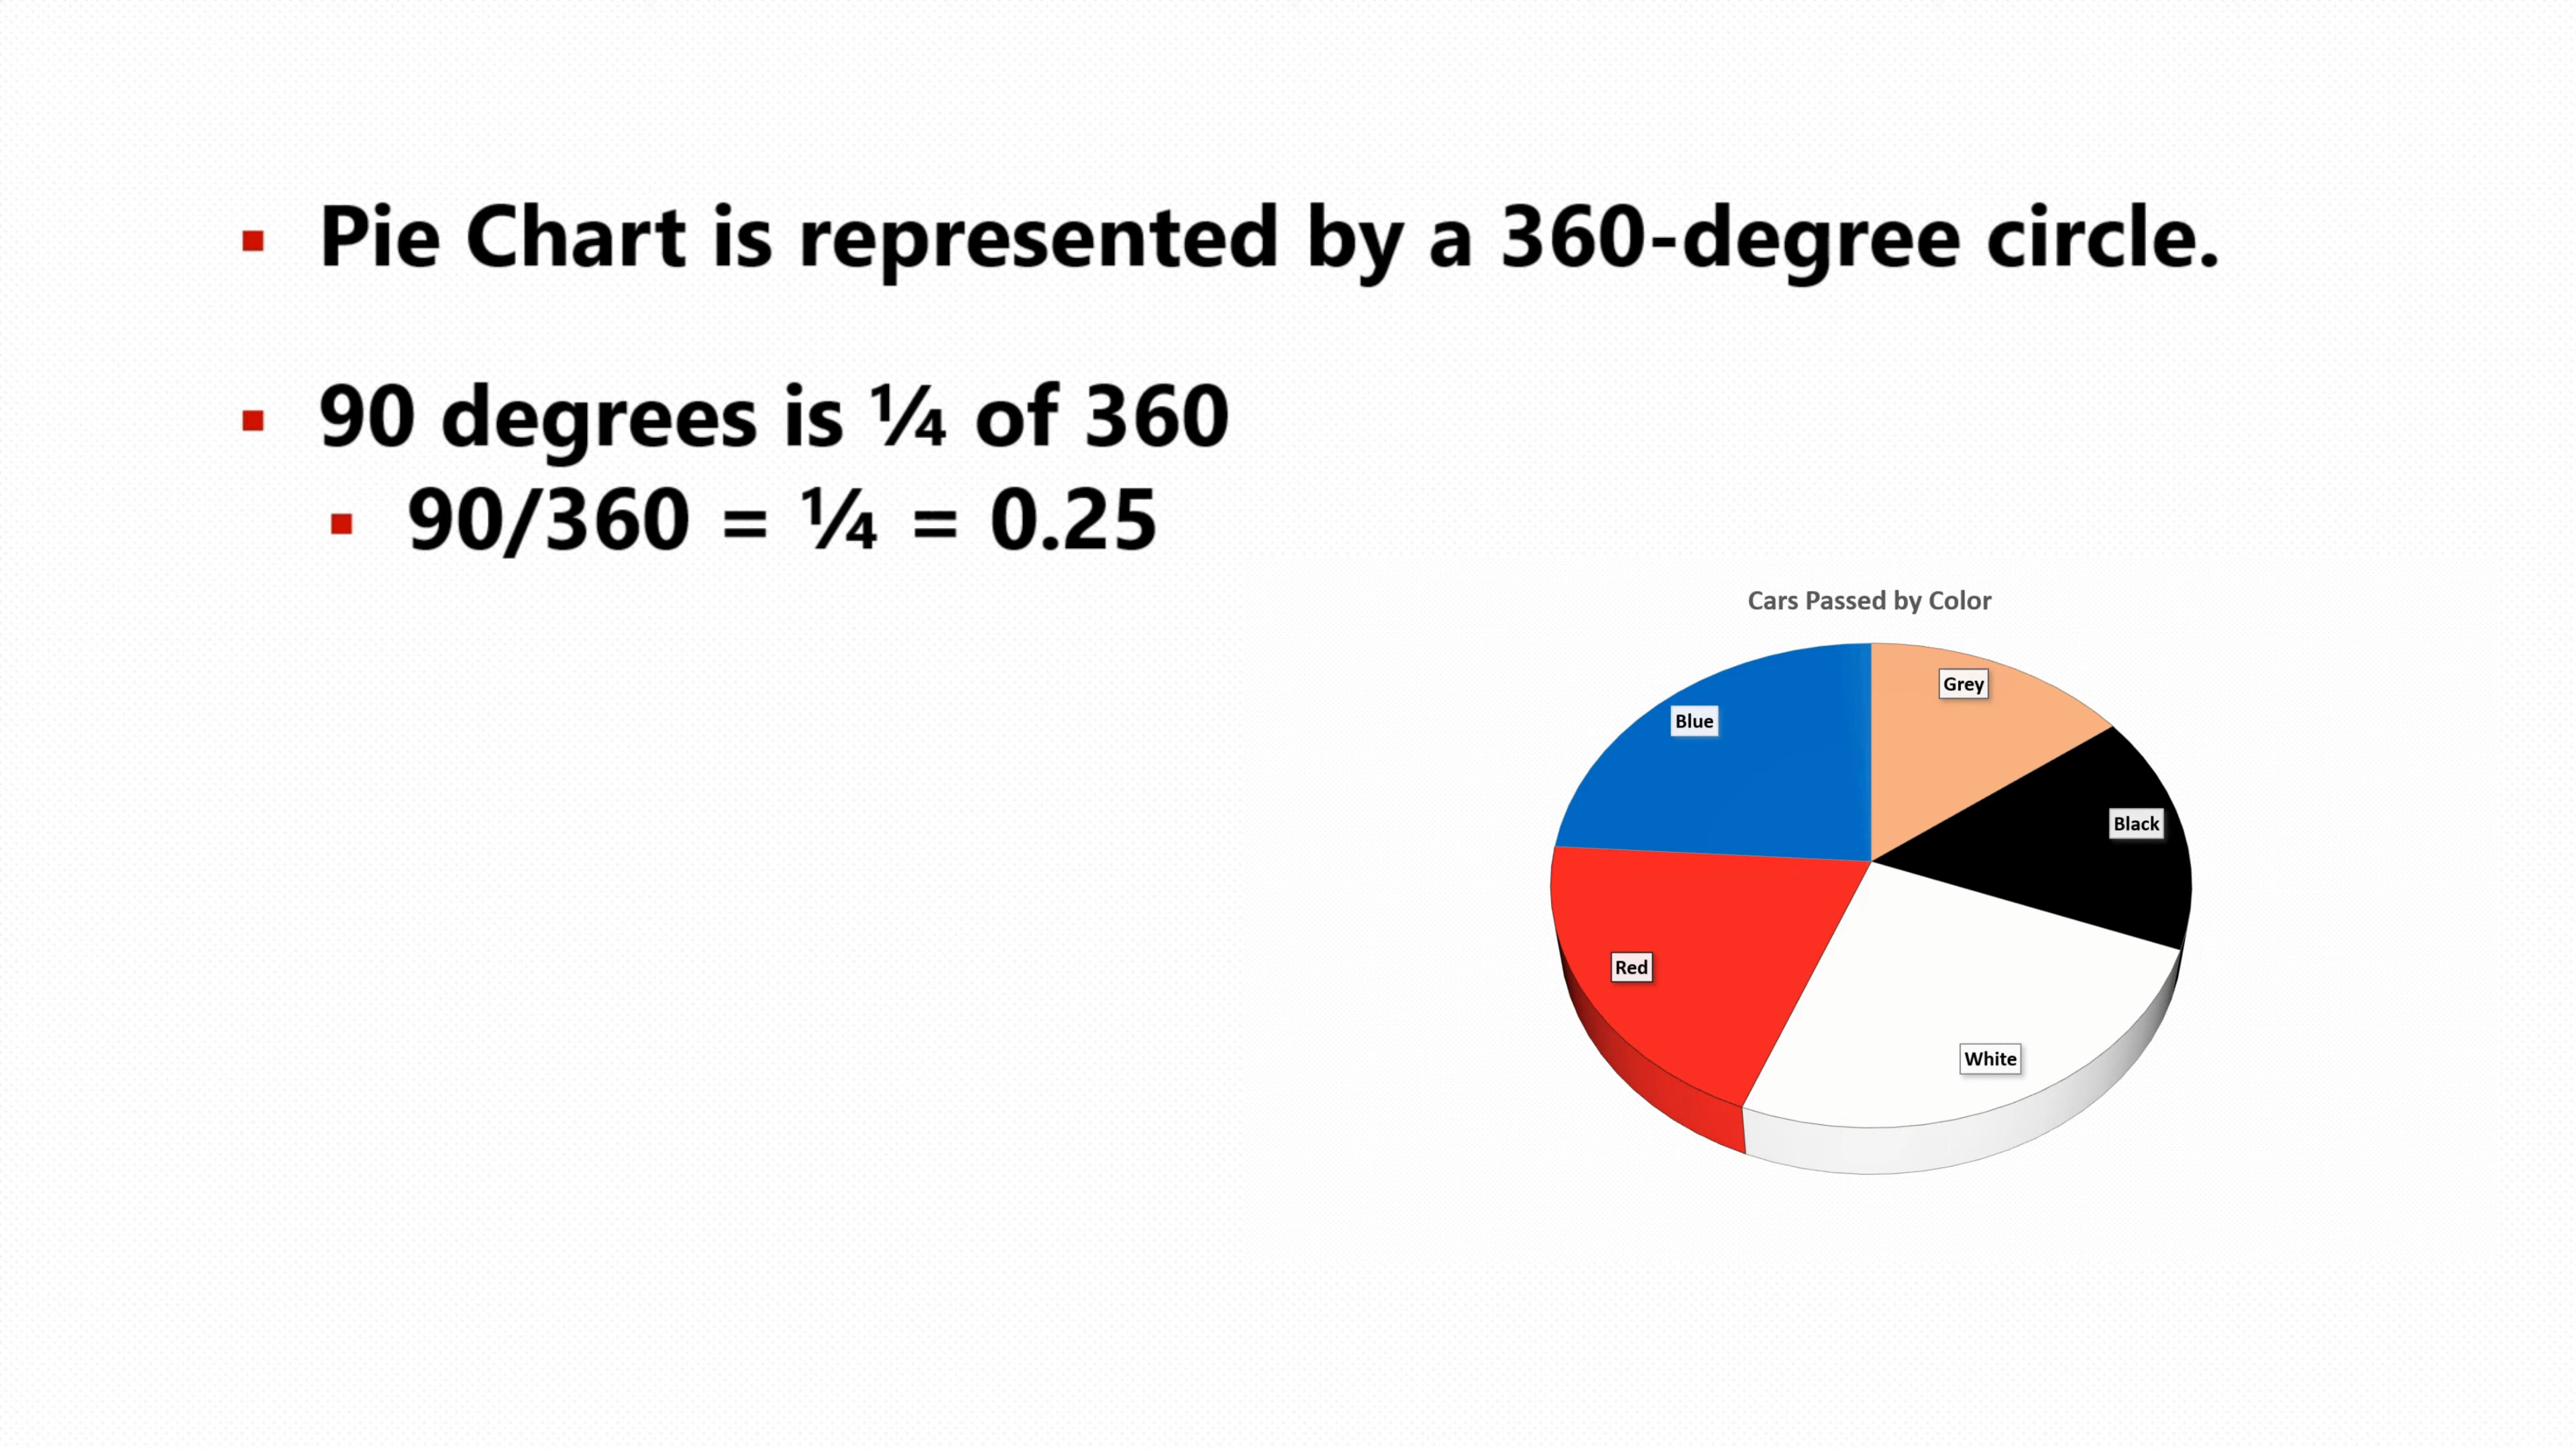 Pie Chart is represented by a 360-degree circle.
90 degrees is ¼ of 360
90/360 = ¼ = 0.25
Cars Passed by Color
Grey
Blue
Black
Red
White